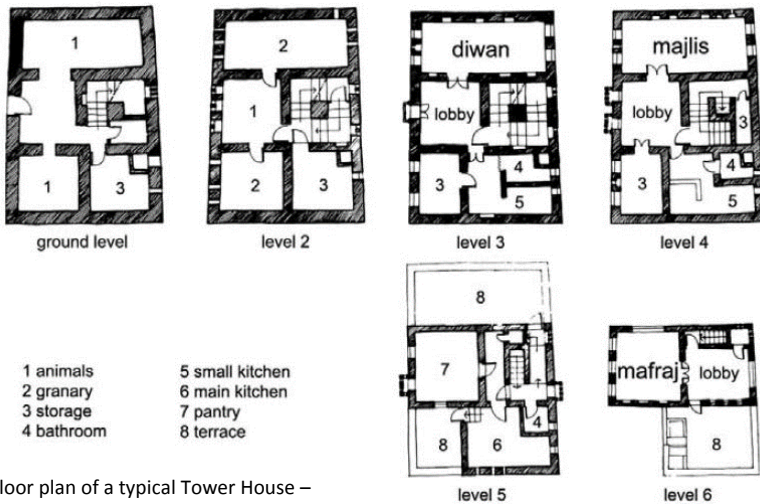 1
1
3
ground level
2
1
2
3
level 2
diwan
lobby
3
4
5
level 3
majlis
lobby
3
3
4
5
level 4
1 animals
2 granary
3 storage
4 bathroom
5 small kitchen
6 main kitchen
7 pantry
8 terrace
8
7
8
6
4
level 5
mafraj
lobby
8
level 6
loor plan of a typical Tower House –